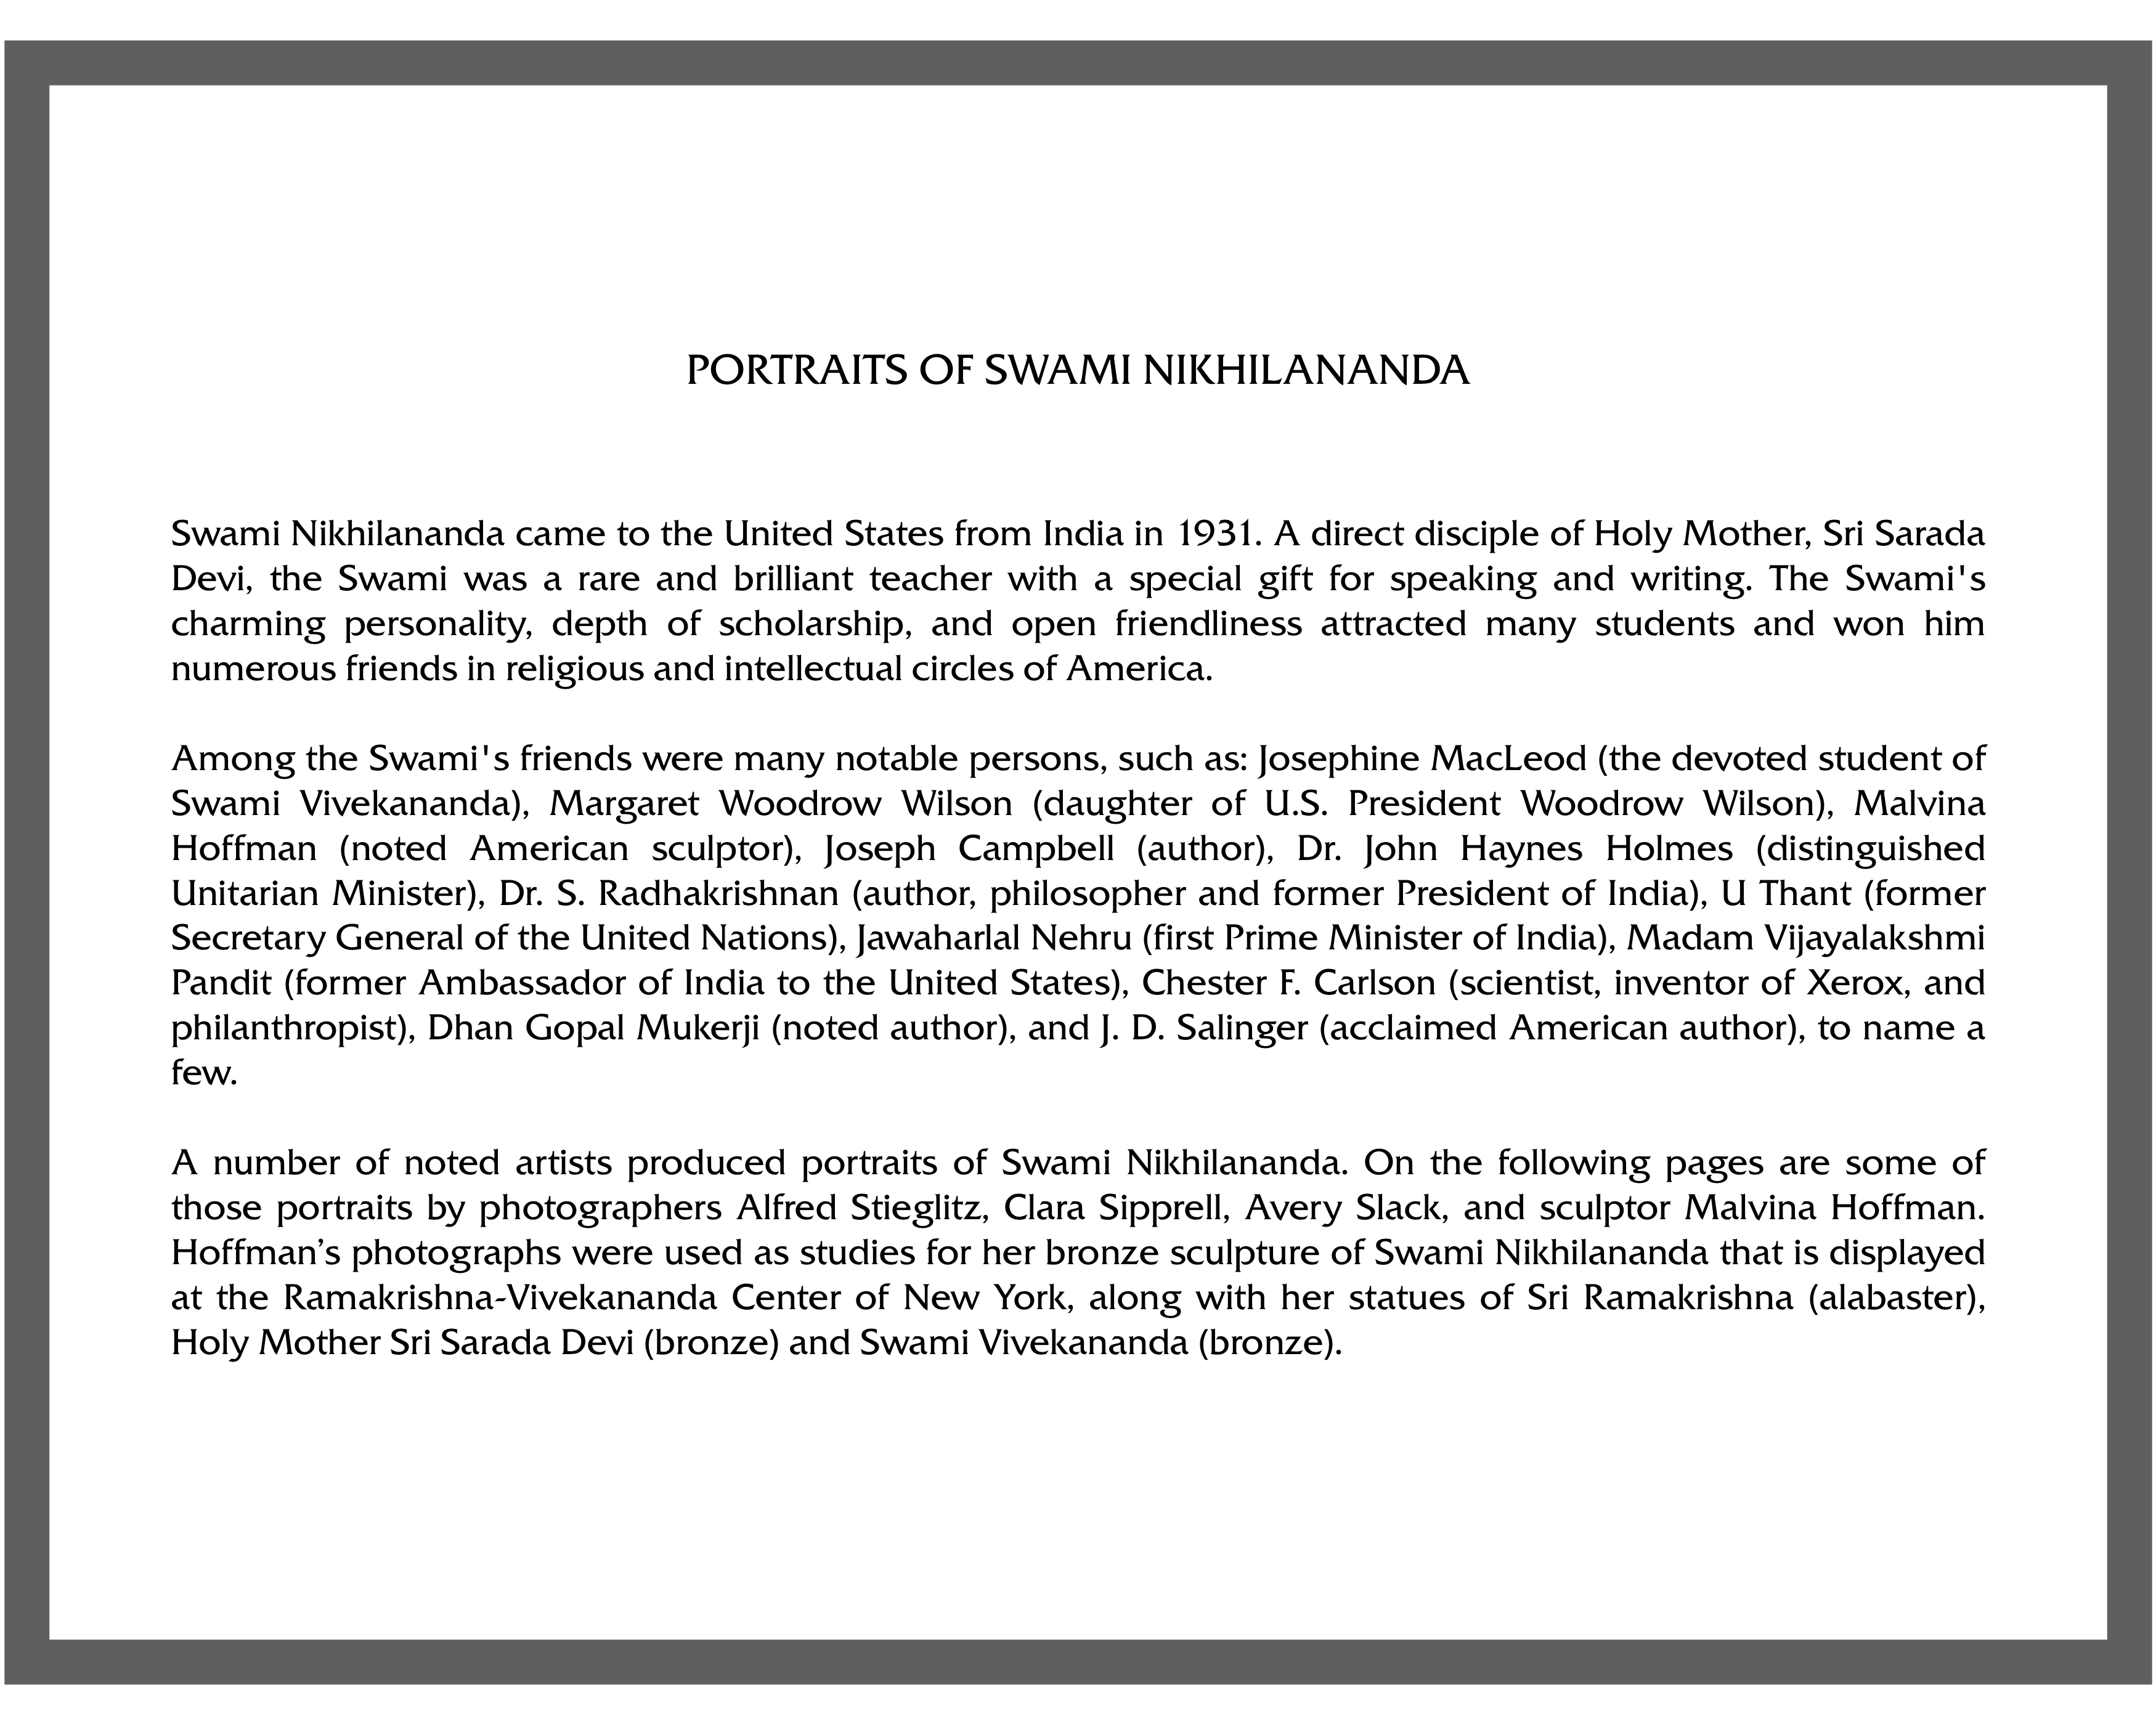 PORTRAITS OF SWAMI NIKHILANANDA
Swami Nikhilananda came to the United States from India in 1931. A direct disciple of Holy Mother, Sri Sarada
Devi, the Swami was a rare and brilliant teacher with a special gift for speaking and writing. The Swami's
charming personality, depth of scholarship, and open friendliness attracted many students and won him
numerous friends in religious and intellectual circles of America.
Among the Swami's friends were many notable persons, such as: Josephine MacLeod (the devoted student of
Swami Vivekananda), Margaret Woodrow Wilson (daughter of U.S. President Woodrow Wilson), Malvina
Hoffman (noted American sculptor), Joseph Campbell (author), Dr. John Haynes Holmes (distinguished
Unitarian Minister), Dr. S. Radhakrishnan (author, philosopher and former President of India), U Thant (former
Secretary General of the United Nations), Jawaharlal Nehru (first Prime Minister of India), Madam Vijayalakshmi
Pandit (former Ambassador of India to the United States), Chester F. Carlson (scientist, inventor of Xerox, and
philanthropist), Dhan Gopal Mukerji (noted author), and J. D. Salinger (acclaimed American author), to name a
few.
A number of noted artists produced portraits of Swami Nikhilananda. On the following pages are some of
those portraits by photographers Alfred Stieglitz, Clara Sipprell, Avery Slack, and sculptor Malvina Hoffman.
Hoffman’s photographs were used as studies for her bronze sculpture of Swami Nikhilananda that is displayed
at the Ramakrishna-Vivekananda Center of New York, along with her statues of Sri Ramakrishna (alabaster),
Holy Mother Sri Sarada Devi (bronze) and Swami Vivekananda (bronze).